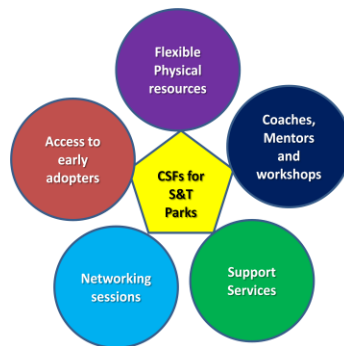 Flexible
Physical
resources
Coaches,
Mentors
and
workshops
Access to
early
adopters
CSFs for
S&T
Parks
Networking
sessions
Support
Services